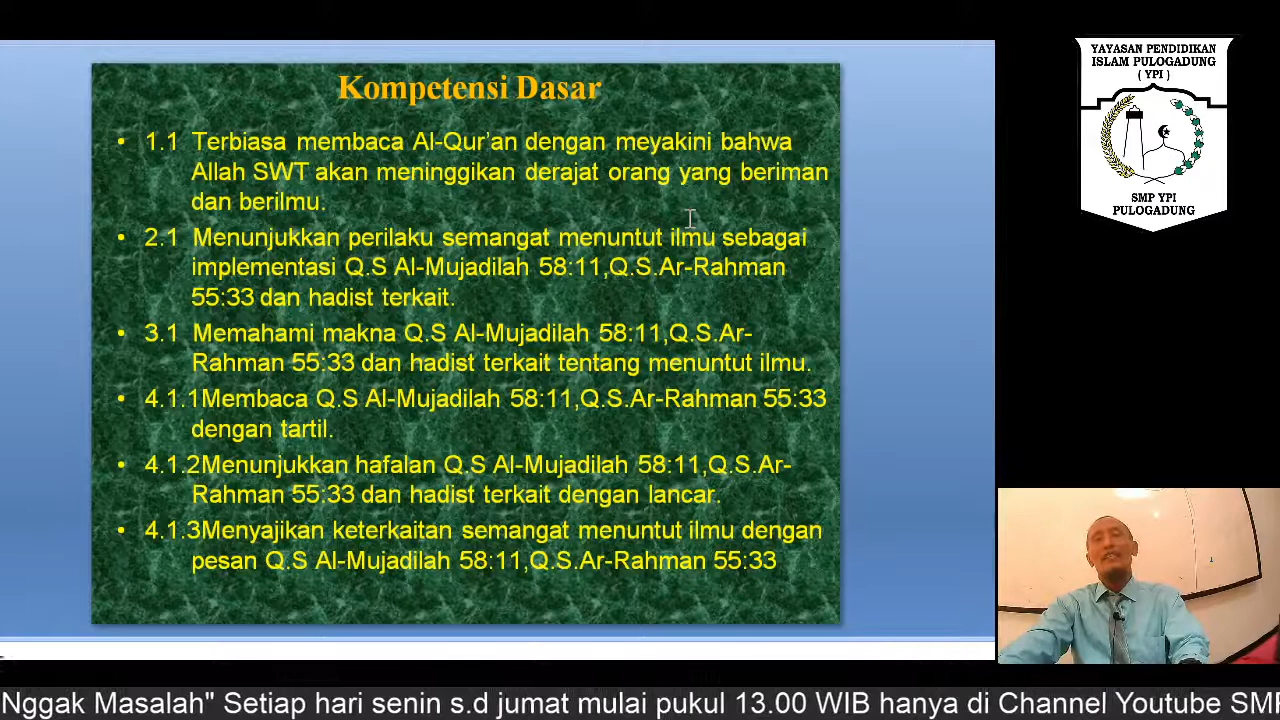 Kompetensi Dasar
• 1.1 Terbiasa membaca Al-Qur’an dengan meyakini bahwa
Allah SWT akan meninggikan derajat orang yang beriman
dan berilmu.
• 2.1 Menunjukkan perilaku semangat menuntut ilmu sebagai
implementasi Q.S Al-Mujadilah 58:11,Q.S.Ar-Rahman
55:33 dan hadist terkait.
• 3.1 Memahami makna Q.S Al-Mujadilah 58:11,Q.S.Ar-
Rahman 55:33 dan hadist terkait tentang menuntut ilmu.
• 4.1.1Membaca Q.S Al-Mujadilah 58:11,Q.S.Ar-Rahman 55:33
dengan tartil.
• 4.1.2Menunjukkan hafalan Q.S Al-Mujadilah 58:11,Q.S.Ar-
Rahman 55:33 dan hadist terkait dengan lancar.
• 4.1.3Menyajikan keterkaitan semangat menuntut ilmu dengan
pesan Q.S Al-Mujadilah 58:11,Q.S.Ar-Rahman 55:33
YAYASAN PENDIDIKAN
ISLAM PULOGADUNG
( YPI )
SMP YPI
PULOGADUNG
Nggak Masalah" Setiap hari senin s.d jumat mulai pukul 13.00 WIB hanya di Channel Youtube SMP